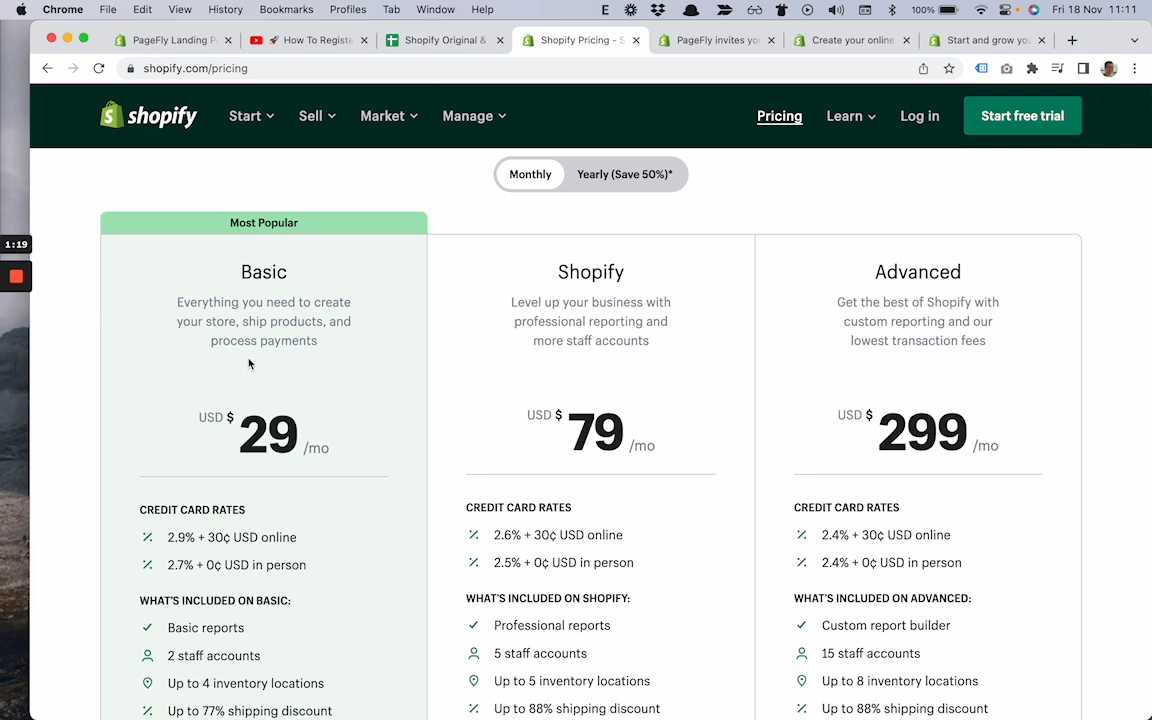 Chrome File Edit View History Bookmarks Profiles Tab Window Help 100% Fri 18 Nov 11:11
PageFly Landing P
How To Registe
Shopify Original &
Shopify Pricing - S
PageFly invites yo
Create your online
Start and grow yo
shopify.com/pricing
shopify
Start
Sell
Market
Manage
Pricing
Learn
Log in
Start free trial
Monthly
Yearly (Save 50%)*
1:19
Most Popular
Basic
Everything you need to create
your store, ship products, and
process payments
USD $ 29 /mo
CREDIT CARD RATES
2.9% + 30¢ USD online
2.7% + 0¢ USD in person
WHAT'S INCLUDED ON BASIC:
Basic reports
2 staff accounts
Up to 4 inventory locations
Up to 77% shipping discount
Shopify
Level up your business with
professional reporting and
more staff accounts
USD $ 79 /mo
CREDIT CARD RATES
2.6% + 30¢ USD online
2.5% + 0¢ USD in person
WHAT'S INCLUDED ON SHOPIFY:
Professional reports
5 staff accounts
Up to 5 inventory locations
Up to 88% shipping discount
Advanced
Get the best of Shopify with
custom reporting and our
lowest transaction fees
USD $ 299 /mo
CREDIT CARD RATES
2.4% + 30¢ USD online
2.4% + 0¢ USD in person
WHAT'S INCLUDED ON ADVANCED:
Custom report builder
15 staff accounts
Up to 8 inventory locations
Up to 88% shipping discount